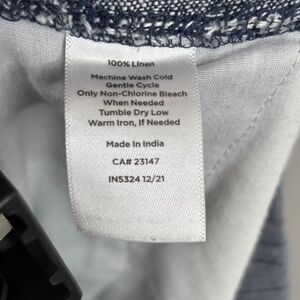 100% Linen
Machine Wash Cold
Gentle Cycle
Only Non-Chlorine Bleach
When Needed
Tumble Dry Low
Warm Iron, If Needed
Made In India
CA# 23147
IN5324 12/21